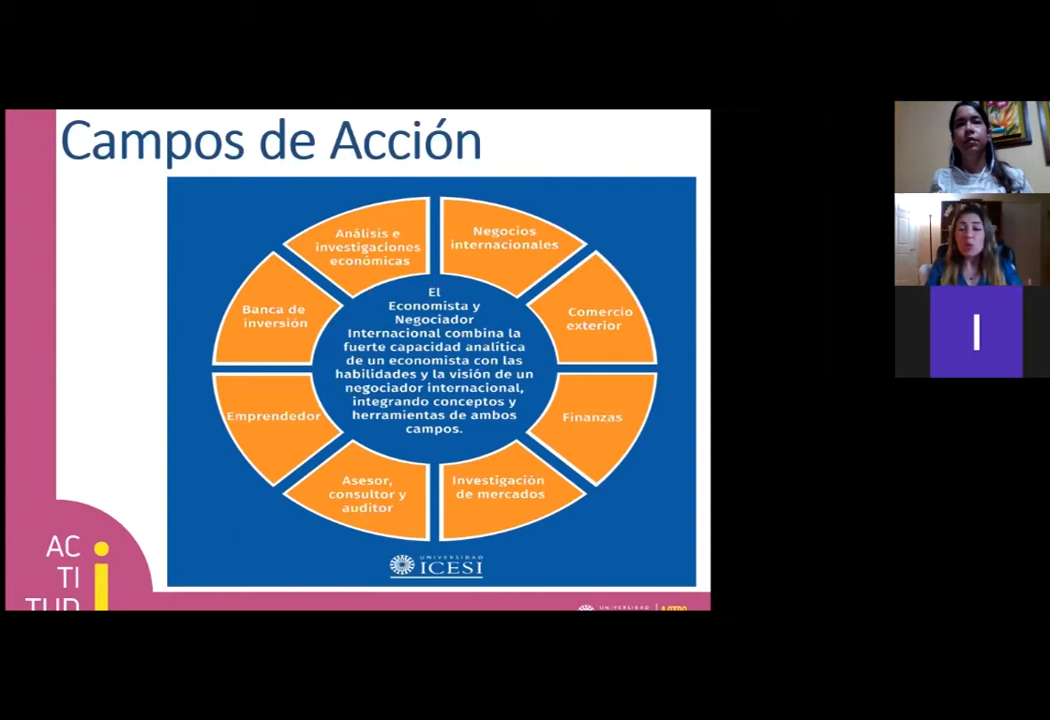 Campos de Acción
Análisis e
investigaciones
económicas
Negocios
internacionales
Banca de
inversión
Comercio
exterior
El
Economista y
Negociador
Internacional combina la
fuerte capacidad analítica
de un economista con las
habilidades y la visión de un
negociador internacional,
integrando conceptos y
herramientas de ambos
campos.
Emprendedor
Finanzas
Asesor,
consultor y
auditor
Investigación
de mercados
UNIVERSIDAD
ICESI
AC
TI
TUD
i
UNIVERSIDAD
I